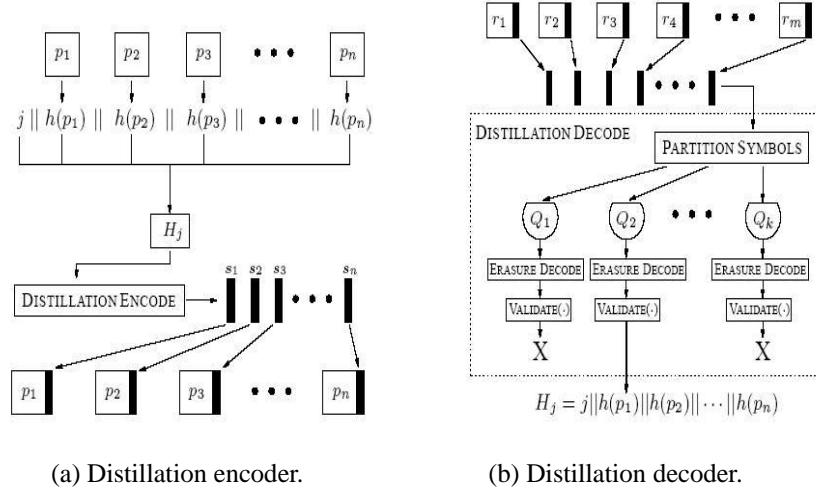 p1 p2 p3 • • • pn
j || h(p1) || h(p2) || h(p3) || • • • || h(pn)
Hj
DISTILLATION ENCODE
s1 s2 s3 • • • sn
p1 p2 p3 • • • pn
(a) Distillation encoder.
r1 r2 r3 r4 • • • rm
• • •
DISTILLATION DECODE
PARTITION SYMBOLS
Q1 Q2 • • • Qk
ERASURE DECODE ERASURE DECODE ERASURE DECODE
VALIDATE(·) VALIDATE(·) VALIDATE(·)
X X
Hj = j||h(p1)||h(p2)|| · · · ||h(pn)
(b) Distillation decoder.